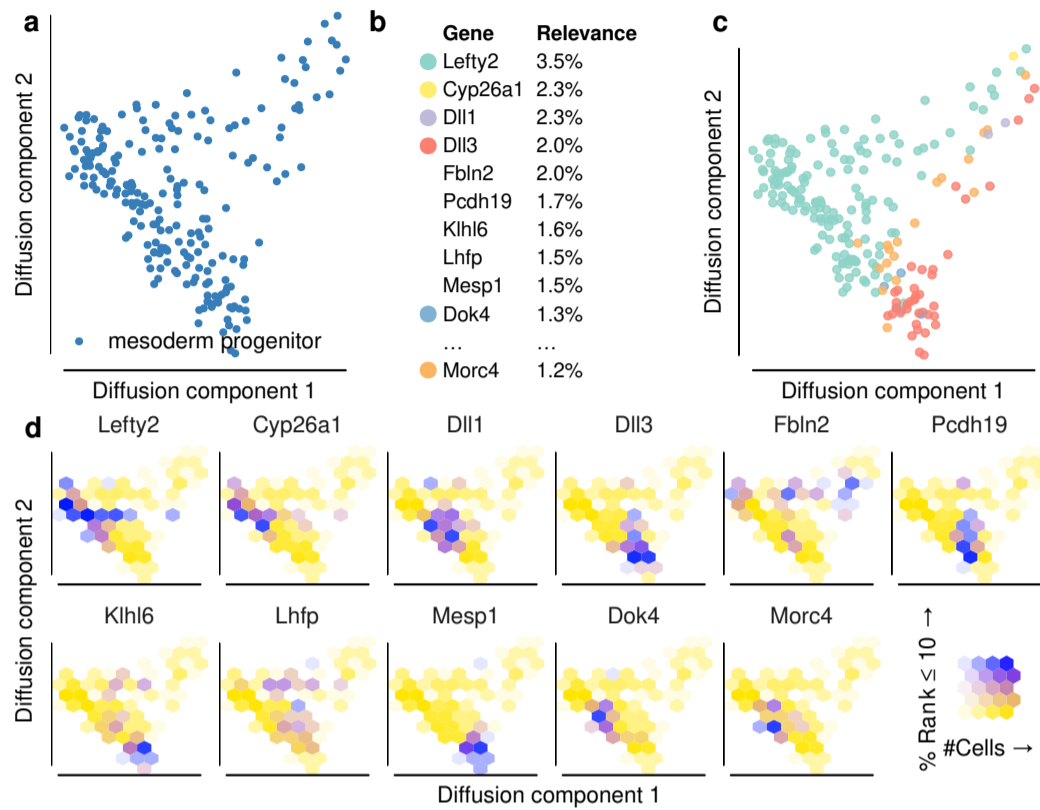 a
Diffusion component 2
mesoderm progenitor
Diffusion component 1
b
Gene Relevance
Lefty2 3.5%
Cyp26a1 2.3%
Dll1 2.3%
Dll3 2.0%
Fbln2 2.0%
Pcdh19 1.7%
Klhl6 1.6%
Lhfp 1.5%
Mesp1 1.5%
Dok4 1.3%
... ...
Morc4 1.2%
c
Diffusion component 2
Diffusion component 1
d
Diffusion component 2
Lefty2 Cyp26a1 Dll1 Dll3 Fbln2 Pcdh19
Klhl6 Lhfp Mesp1 Dok4 Morc4
% Rank ≤ 10 →
#Cells →
Diffusion component 1